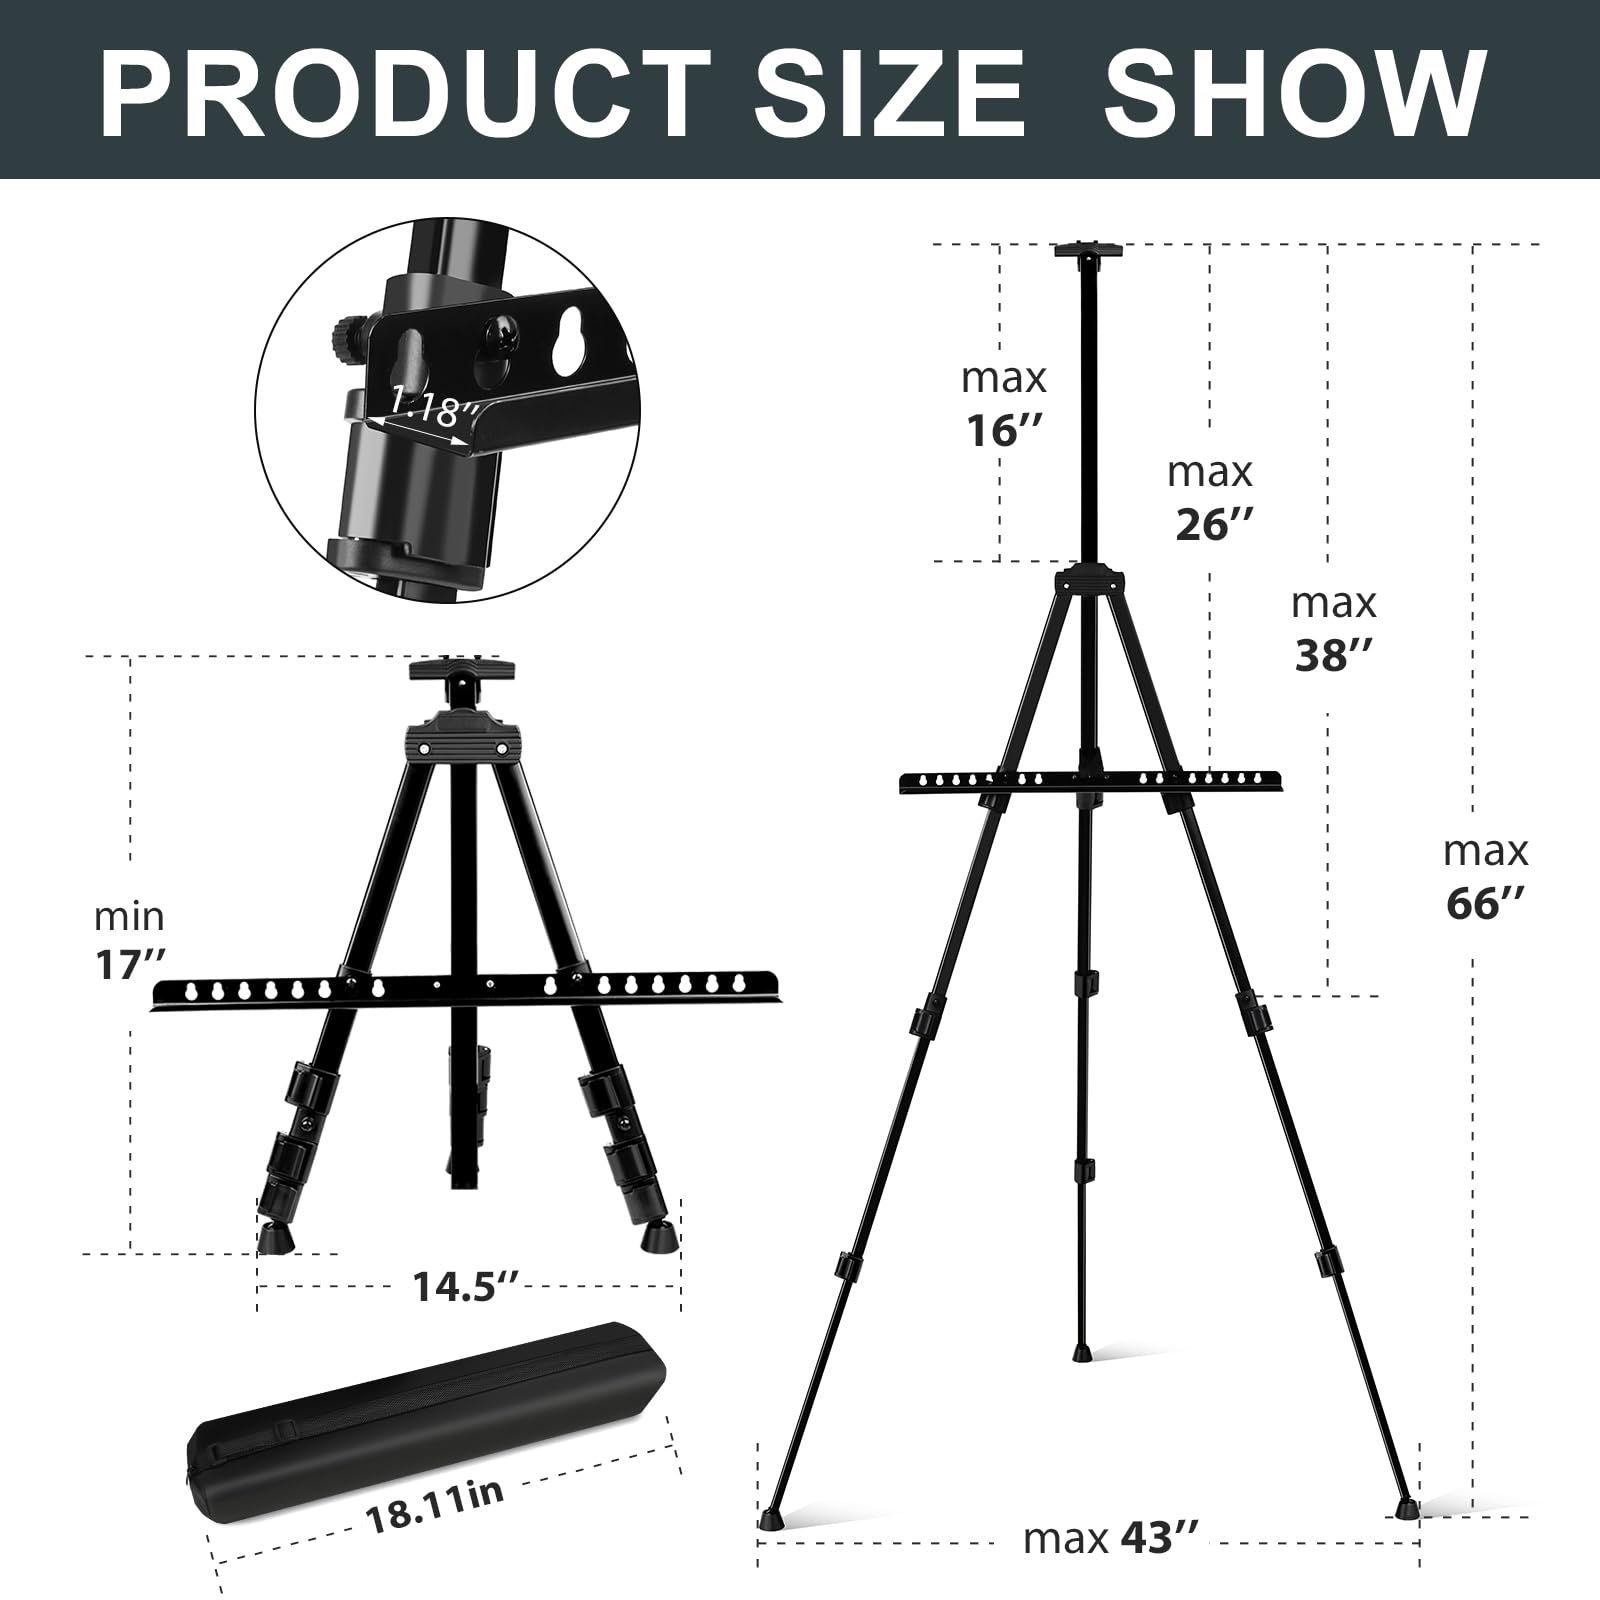 PRODUCT SIZE SHOW
1.18’’
max
16’’
max
26’’
max
38’’
max
66’’
min
17’’
14.5’’
18.11in
max 43’’